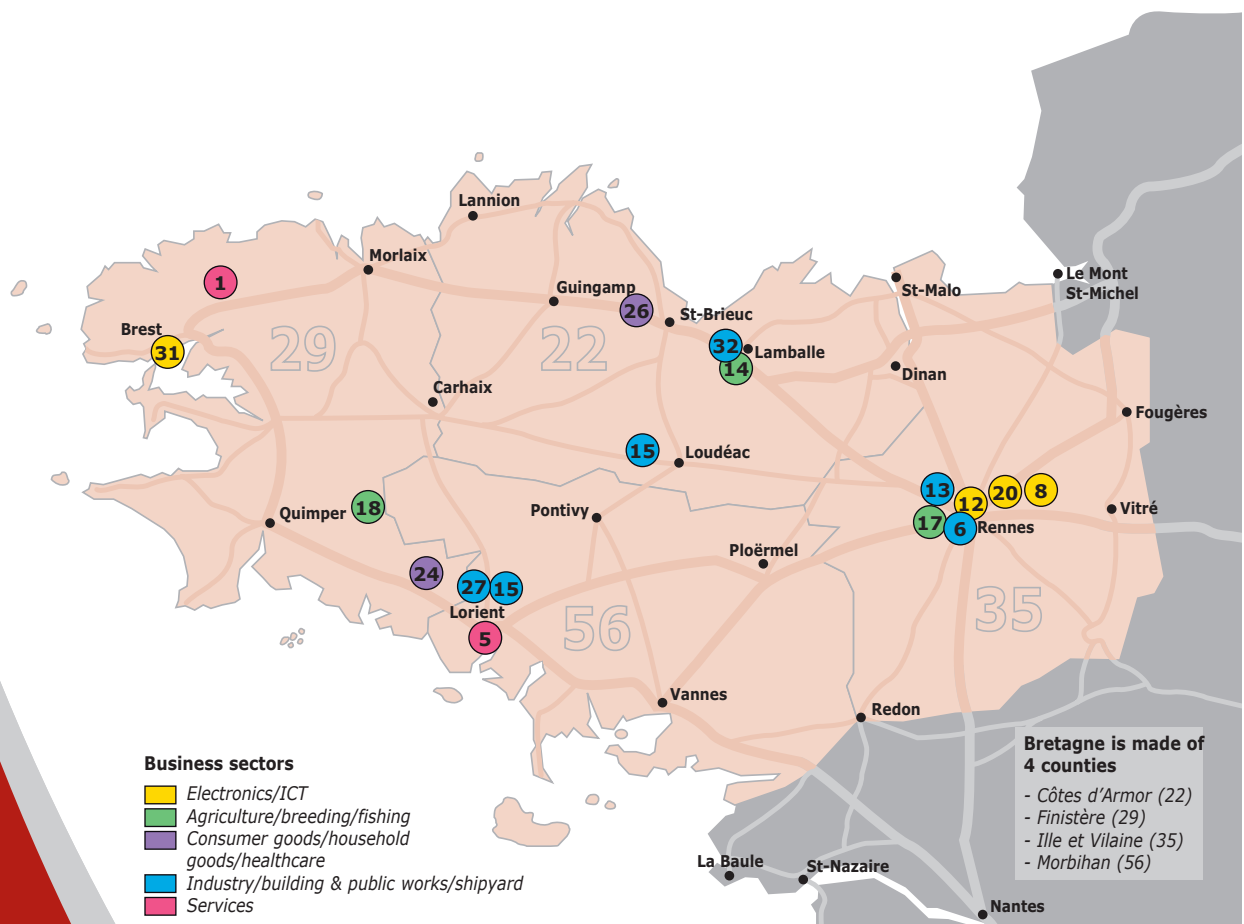 Lannion
Morlaix
Le Mont
St-Michel
1
St-Malo
Guingamp
26
St-Brieuc
Brest
31
29
22
32
Lamballe
14
Dinan
Carhaix
Fougères
15
Loudéac
13
12
20
8
18
Quimper
Pontivy
17
6
Rennes
Vitré
Ploërmel
24
27
15
Lorient
5
56
35
Vannes
Redon
Business sectors
Electronics/ICT
Agriculture/breeding/fishing
Consumer goods/household
goods/healthcare
Industry/building & public works/shipyard
Services
Bretagne is made of
4 counties
- Côtes d'Armor (22)
- Finistère (29)
- Ille et Vilaine (35)
- Morbihan (56)
La Baule
St-Nazaire
Nantes